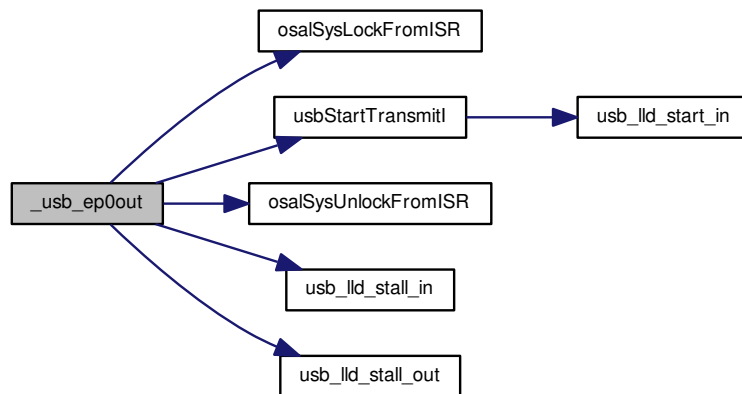 osalSysLockFromISR
usbStartTransmitI
usb_lld_start_in
_usb_ep0out
osalSysUnlockFromISR
usb_lld_stall_in
usb_lld_stall_out